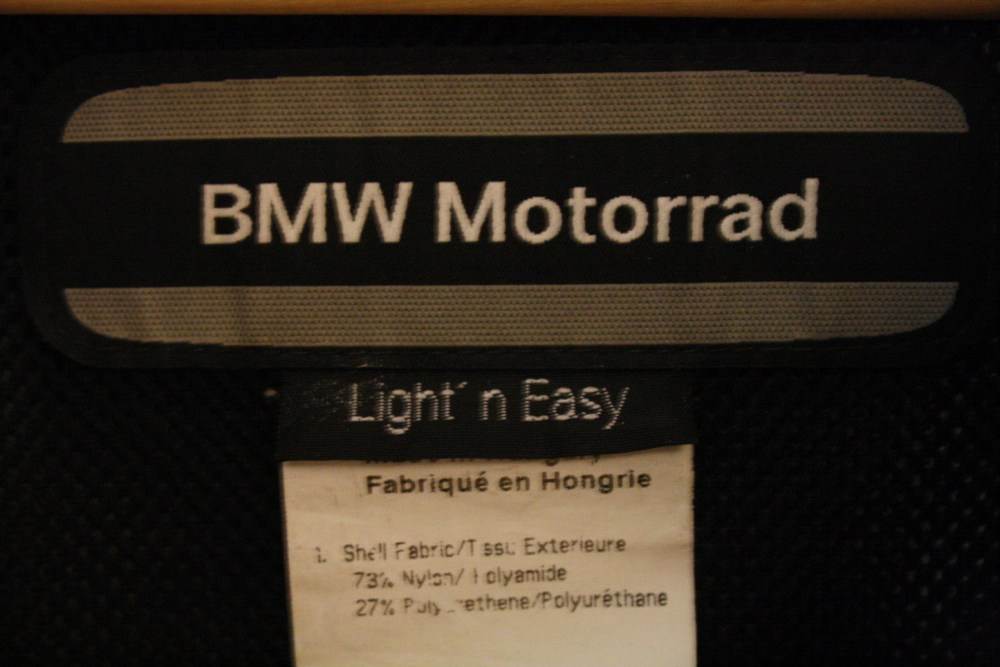 BMW Motorrad
Light´n Easy
Fabriqué en Hongrie
1. Shell Fabric/Tissu Exterieure
73% Nylon/Polyamide
27% Polyurethene/Polyuréthane